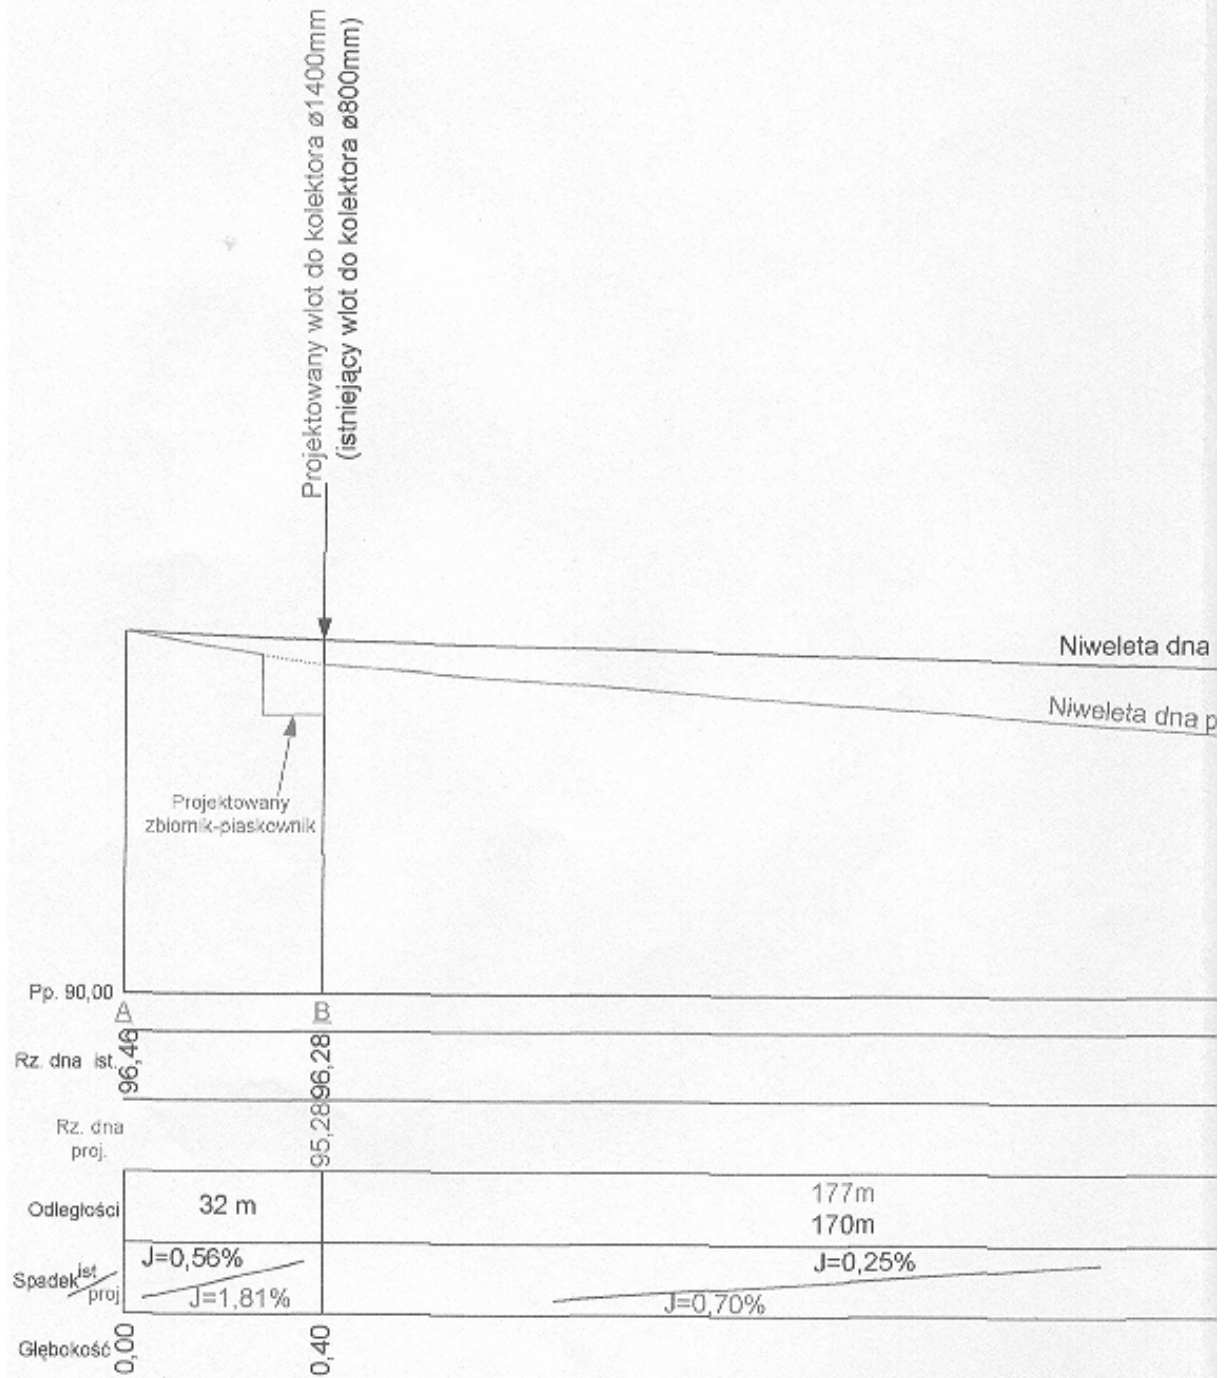 Projektowany wlot do kolektora ø1400mm
(istniejący wlot do kolektora ø800mm)
Niweleta dna
Niweleta dna p
Projektowany
zbiornik-piaskownik
Pp. 90,00
A
B
Rz. dna ist.
96,46
96,28
Rz. dna
proj.
95,28
Odległości
32 m
177m
170m
Spadek ist
proj
J=0,56%
J=1,81%
J=0,25%
J=0,70%
Głębokość
0,00
0,40